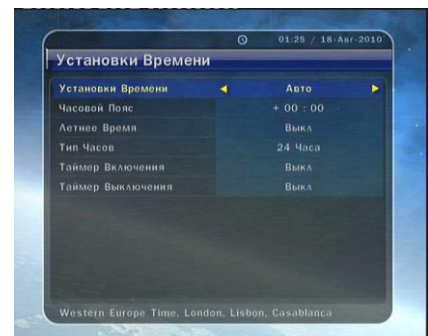 01:25 / 18-Авг-2010
Установки Времени
Установки Времени Авто
Часовой Пояс + 00 : 00
Летнее Время Выкл
Тип Часов 24 Часа
Таймер Включения Выкл
Таймер Выключения Выкл
Western Europe Time, London, Lisbon, Casablanca